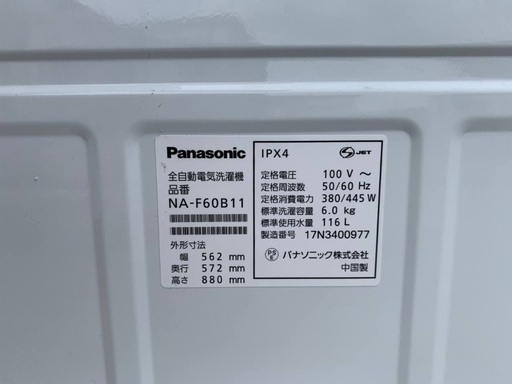 Panasonic
全自動電気洗濯機
品番
NA-F60B11
外形寸法
幅 562 mm
奥行 572 mm
高さ 880 mm
IPX4
S JET
定格電圧 100 V ～
定格周波数 50/60 Hz
定格消費電力 380/445 W
標準洗濯容量 6.0 kg
標準使用水量 116 L
製造番号 17N3400977
PS E パナソニック株式会社
中国製